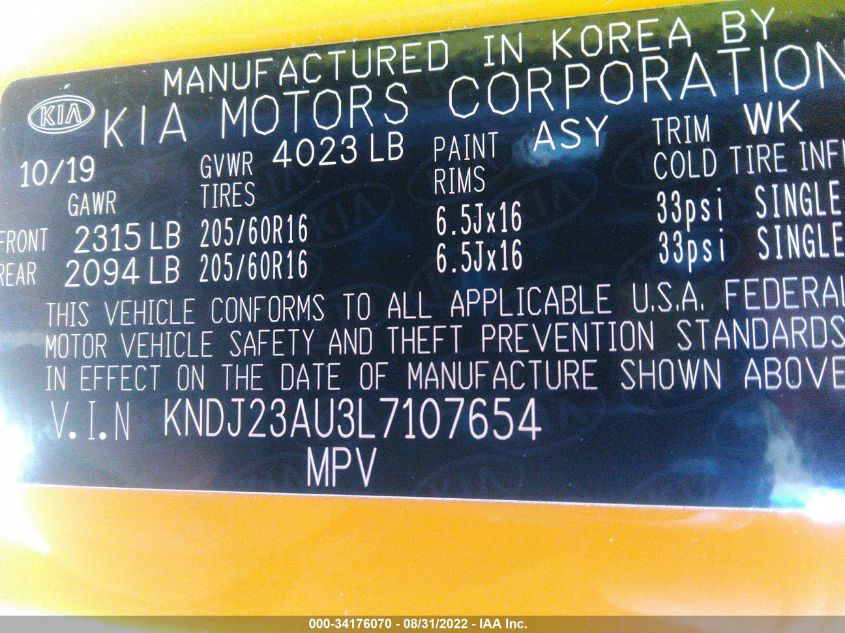 MANUFACTURED IN KOREA BY
KIA KIA MOTORS CORPORATION
10/19 GVWR 4023 LB PAINT ASY TRIM WK
GAWR TIRES RIMS COLD TIRE INFL
FRONT 2315 LB 205/60R16 6.5Jx16 33psi SINGLE
REAR 2094 LB 205/60R16 6.5Jx16 33psi SINGLE
THIS VEHICLE CONFORMS TO ALL APPLICABLE U.S.A. FEDERAL
MOTOR VEHICLE SAFETY AND THEFT PREVENTION STANDARDS
IN EFFECT ON THE DATE OF MANUFACTURE SHOWN ABOVE
V.I.N KNDJ23AU3L7107654
MPV
000-34176070 - 08/31/2022 - IAA Inc.